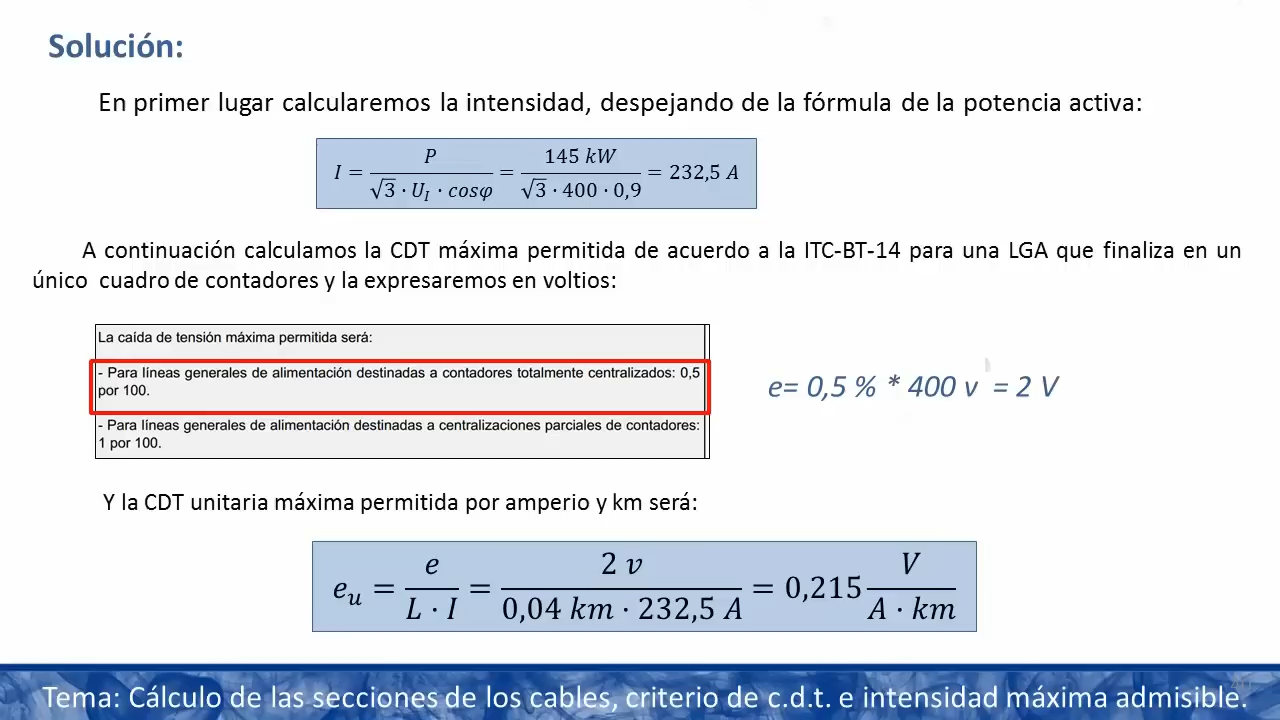 Solución:
En primer lugar calcularemos la intensidad, despejando de la fórmula de la potencia activa:
I = P / (√3 · U_I · cosφ) = 145 kW / (√3 · 400 · 0,9) = 232,5 A
A continuación calculamos la CDT máxima permitida de acuerdo a la ITC-BT-14 para una LGA que finaliza en un
único cuadro de contadores y la expresaremos en voltios:
La caída de tensión máxima permitida será:
- Para líneas generales de alimentación destinadas a contadores totalmente centralizados: 0,5
por 100.
- Para líneas generales de alimentación destinadas a centralizaciones parciales de contadores:
1 por 100.
e= 0,5 % * 400 v = 2 V
Y la CDT unitaria máxima permitida por amperio y km será:
e_u = e / (L · I) = 2 v / (0,04 km · 232,5 A) = 0,215 V / (A · km)
Tema: Cálculo de las secciones de los cables, criterio de c.d.t. e intensidad máxima admisible.